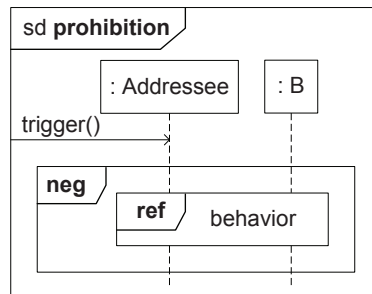 sd prohibition
: Addressee
: B
trigger()
neg
ref
behavior